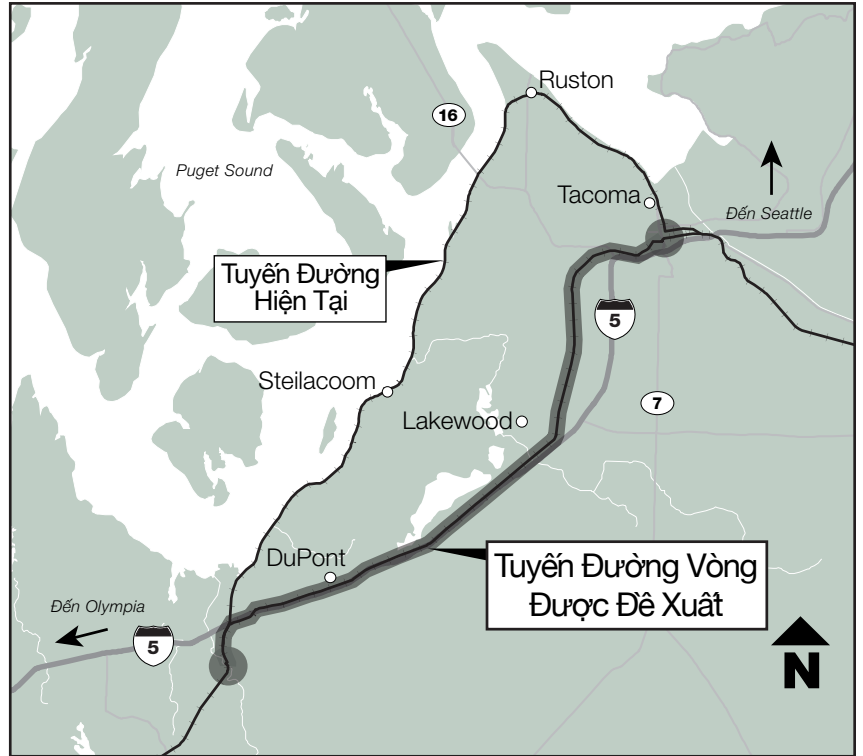 Ruston
16
Puget Sound
Tacoma
Đến Seattle
Tuyến Đường
Hiện Tại
5
Steilacoom
Lakewood
7
DuPont
Tuyến Đường Vòng
Được Đề Xuất
Đến Olympia
5
N